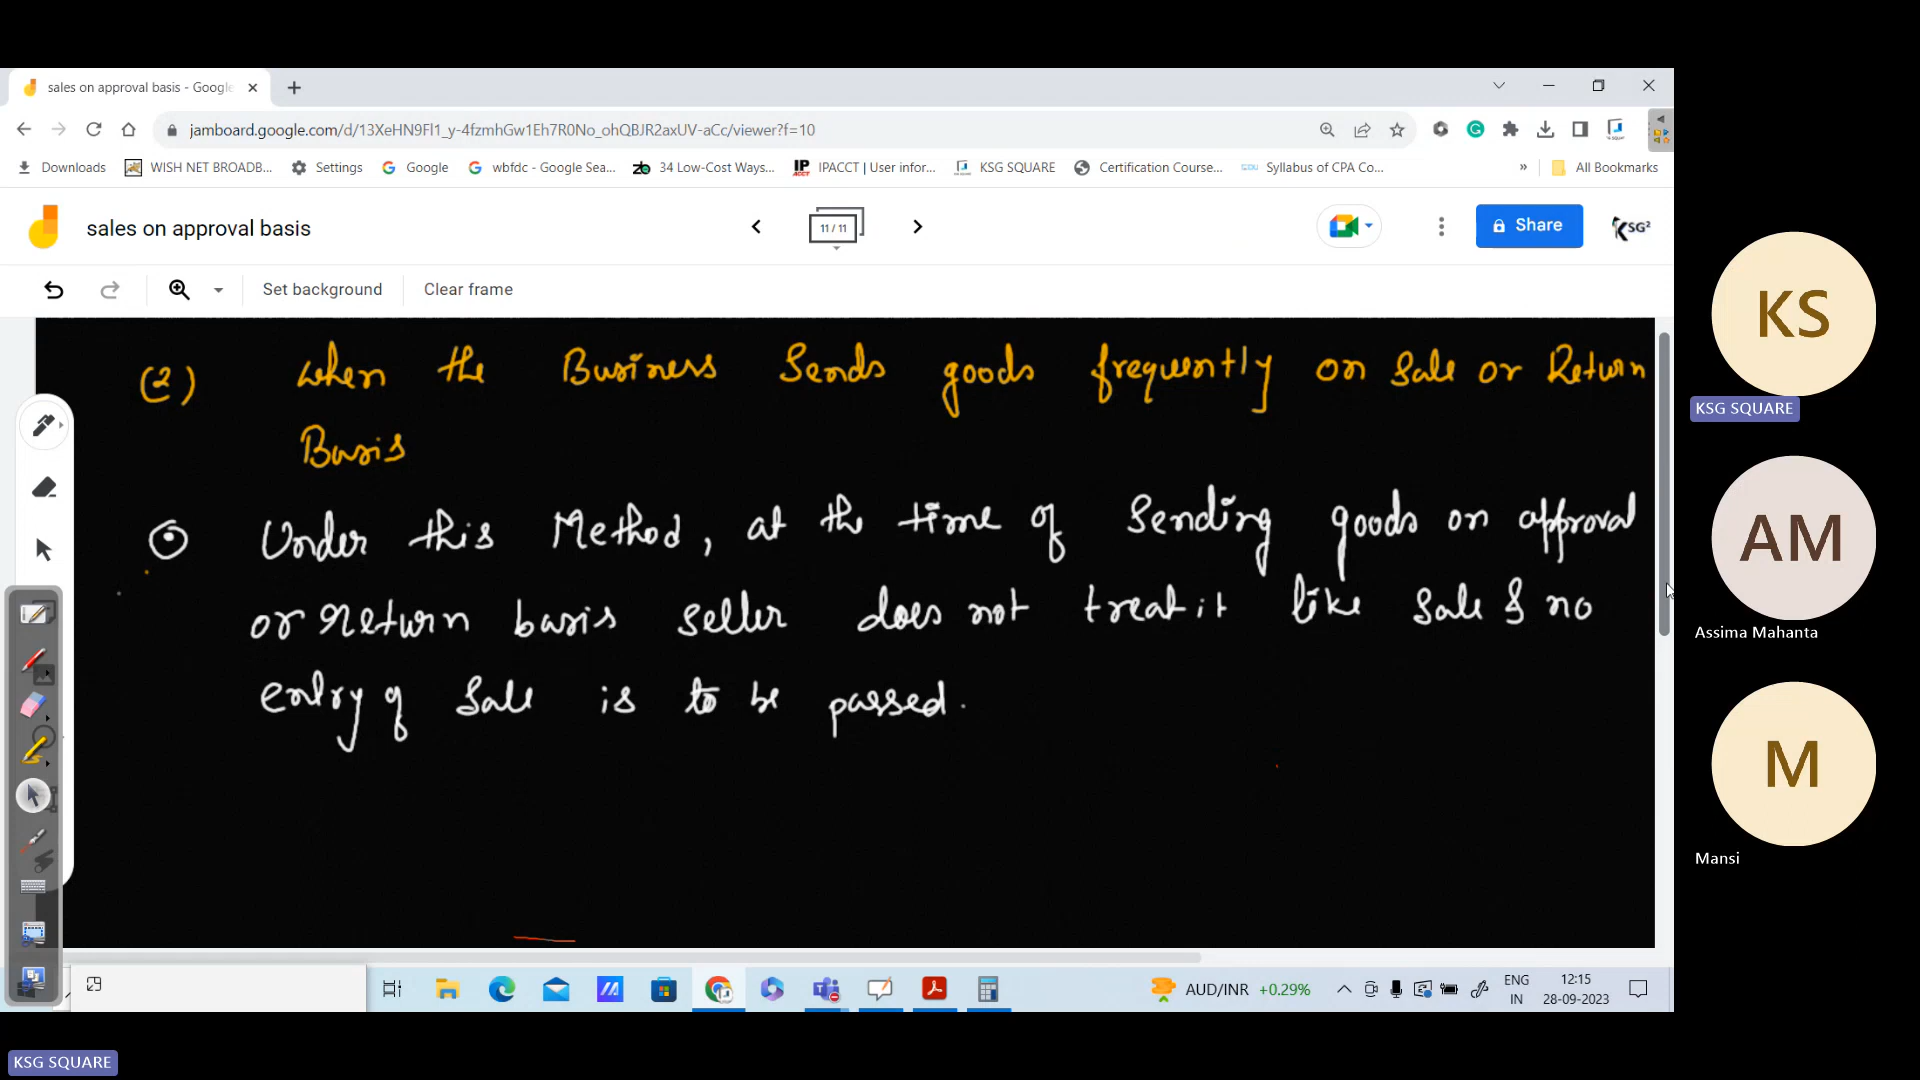 sales on approval basis - Google
jamboard.google.com/d/13XeHN9Fl1_y-4fzmhGw1Eh7R0No_ohQBJR2axUV-aCc/viewer?f=10
Downloads WISH NET BROADB... Settings Google wbfdc - Google Sea... 34 Low-Cost Ways... IPACCT | User infor... KSG SQUARE Certification Course... Syllabus of CPA Co... » All Bookmarks
sales on approval basis 11 / 11 Share KSG²
Set background Clear frame
(2) When the Business Sends goods frequently on Sale or Return
Basis
Under this Method, at the time of Sending goods on approval
or return basis seller does not treat it like Sale & no
entry of Sale is to be passed.
KS
KSG SQUARE
AM
Assima Mahanta
M
Mansi
AUD/INR +0.29% ENG IN 12:15 28-09-2023
KSG SQUARE